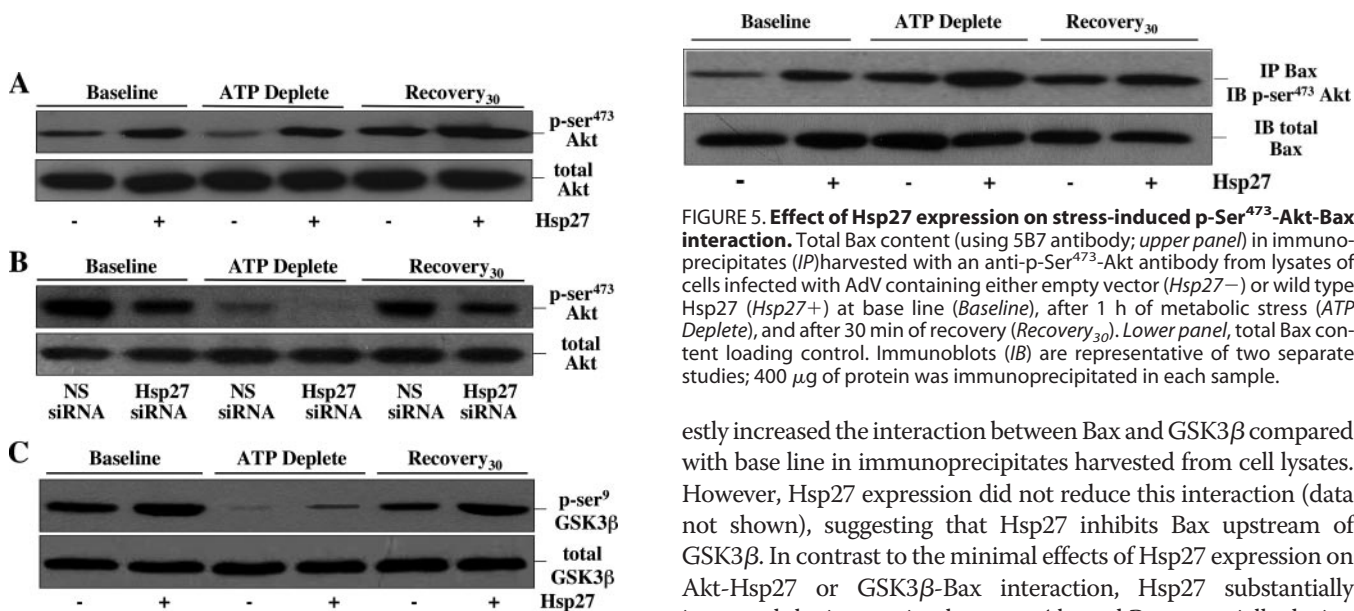 A
Baseline ATP Deplete Recovery30
p-ser473
Akt
total
Akt
- + - + - + Hsp27
B
Baseline ATP Deplete Recovery30
p-ser473
Akt
total
Akt
NS Hsp27 NS Hsp27 NS Hsp27
siRNA siRNA siRNA siRNA siRNA siRNA
C
Baseline ATP Deplete Recovery30
p-ser9
GSK3β
total
GSK3β
- + - + - + Hsp27
Baseline ATP Deplete Recovery30
IP Bax
IB p-ser473 Akt
IB total
Bax
- + - + - + Hsp27
FIGURE 5. Effect of Hsp27 expression on stress-induced p-Ser473-Akt-Bax
interaction. Total Bax content (using 5B7 antibody; upper panel) in immuno-
precipitates (IP)harvested with an anti-p-Ser473-Akt antibody from lysates of
cells infected with AdV containing either empty vector (Hsp27−) or wild type
Hsp27 (Hsp27+) at base line (Baseline), after 1 h of metabolic stress (ATP
Deplete), and after 30 min of recovery (Recovery30). Lower panel, total Bax con-
tent loading control. Immunoblots (IB) are representative of two separate
studies; 400 μg of protein was immunoprecipitated in each sample.
estly increased the interaction between Bax and GSK3β compared
with base line in immunoprecipitates harvested from cell lysates.
However, Hsp27 expression did not reduce this interaction (data
not shown), suggesting that Hsp27 inhibits Bax upstream of
GSK3β. In contrast to the minimal effects of Hsp27 expression on
Akt-Hsp27 or GSK3β-Bax interaction, Hsp27 substantially